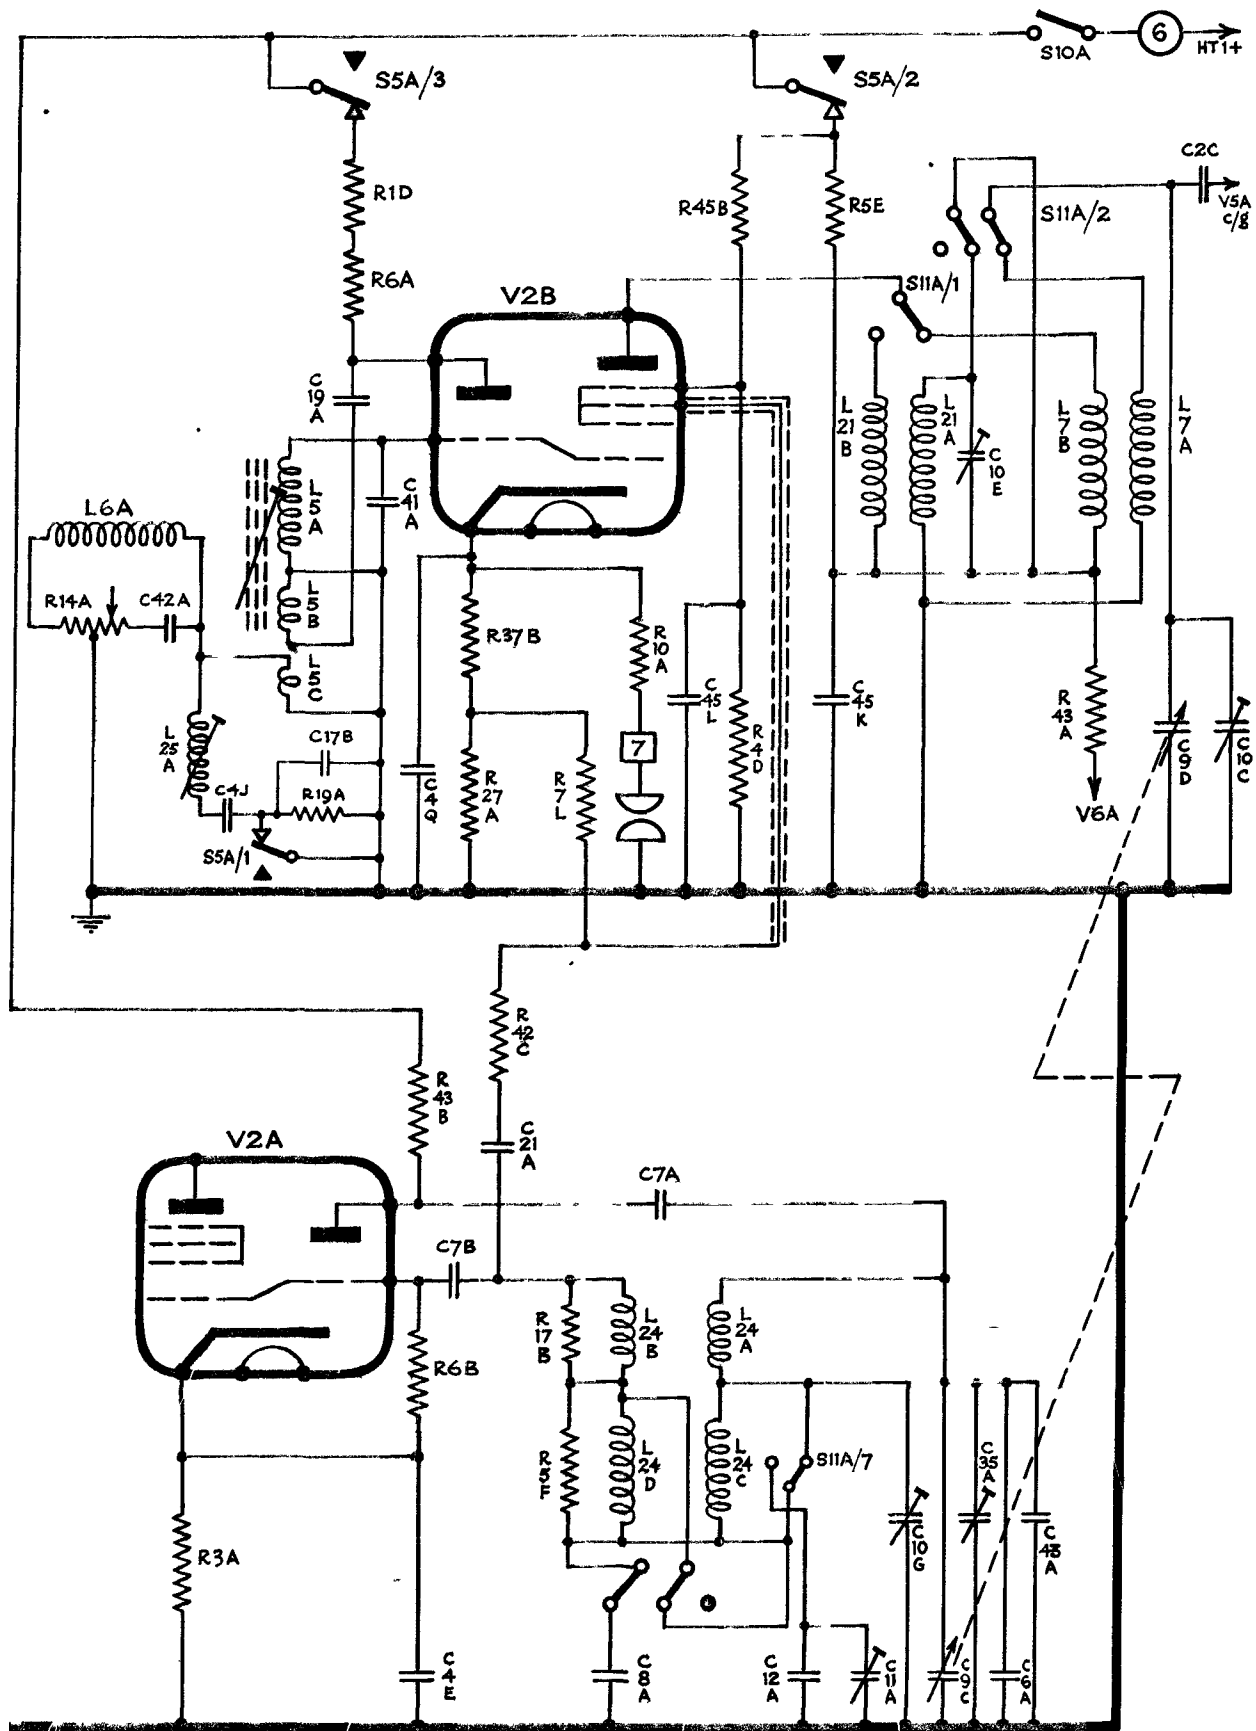 6
S10A
HT1+
S5A/3
S5A/2
C2C
V5A
c/g
R1D
R45B
R5E
S11A/2
R6A
V2B
S11A/1
C
19
A
L
21
B
L
21
A
C
10
E
L
7
B
L
7
A
L
5
A
C
41
A
L6A
R14A
C42A
L
5
B
L
5
C
R37B
R
10
A
C
45
L
R
4
D
C
45
K
R
43
A
C
9
D
C
10
C
L
25
A
C17B
C4J
R19A
S5A/1
C
4
Q
R
27
A
R
7
L
7
V6A
R
42
C
R
43
B
C
21
A
V2A
C7A
C7B
R
17
B
L
24
B
L
24
A
R6B
R
5
F
L
24
D
L
24
C
S11A/7
C
35
A
C
10
G
C
43
A
R3A
C
4
E
C
8
A
C
12
A
C
11
A
C
9
C
C
6
A